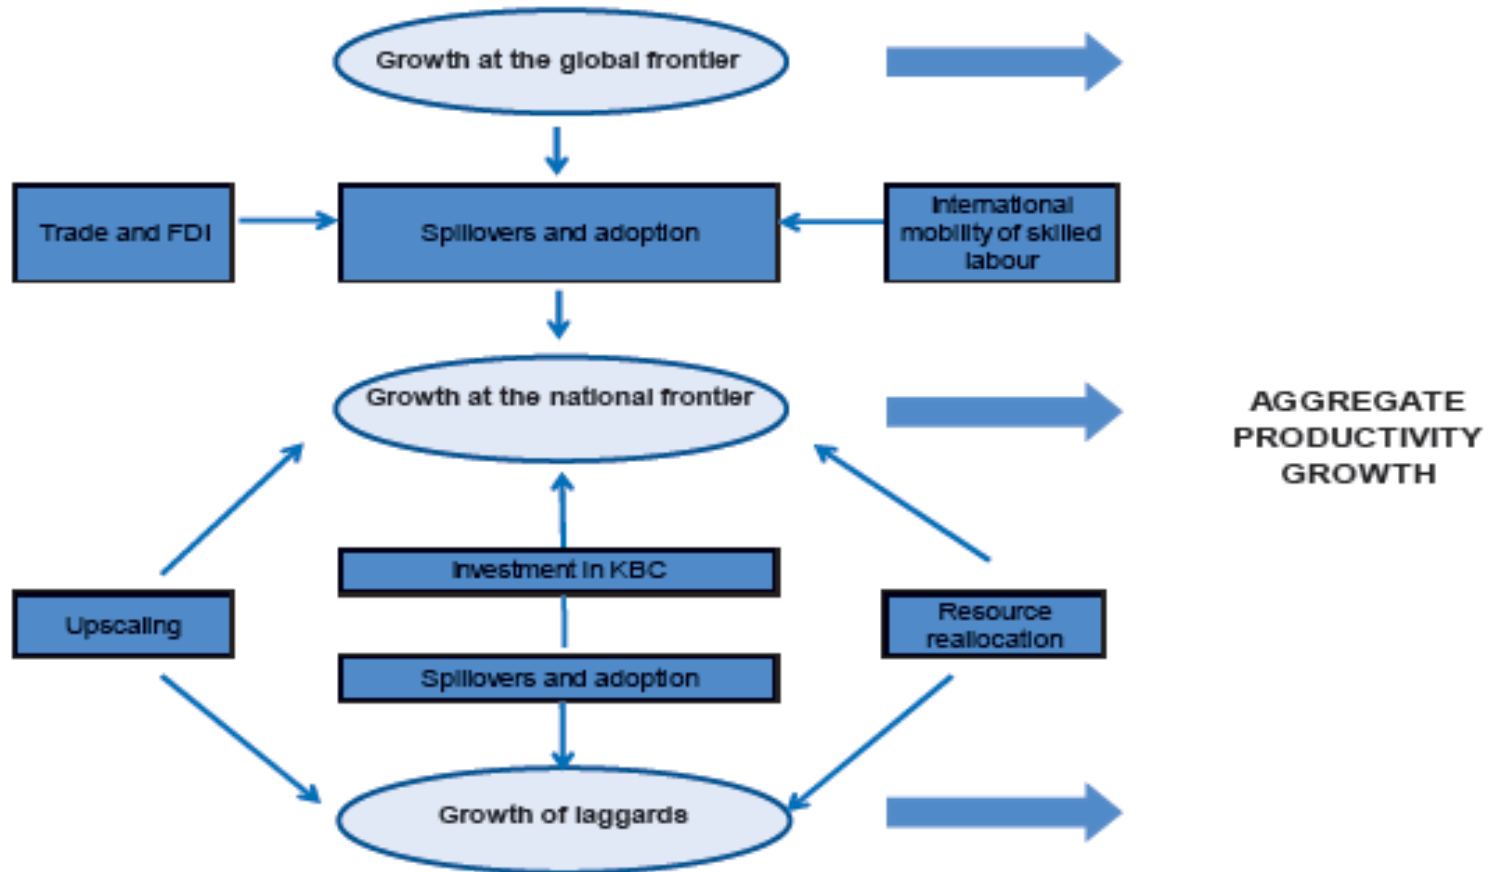 Growth at the global frontier
Trade and FDI
Spillovers and adoption
International
mobility of skilled
labour
Growth at the national frontier
AGGREGATE
PRODUCTIVITY
GROWTH
Investment in KBC
Upscaling
Resource
reallocation
Spillovers and adoption
Growth of laggards